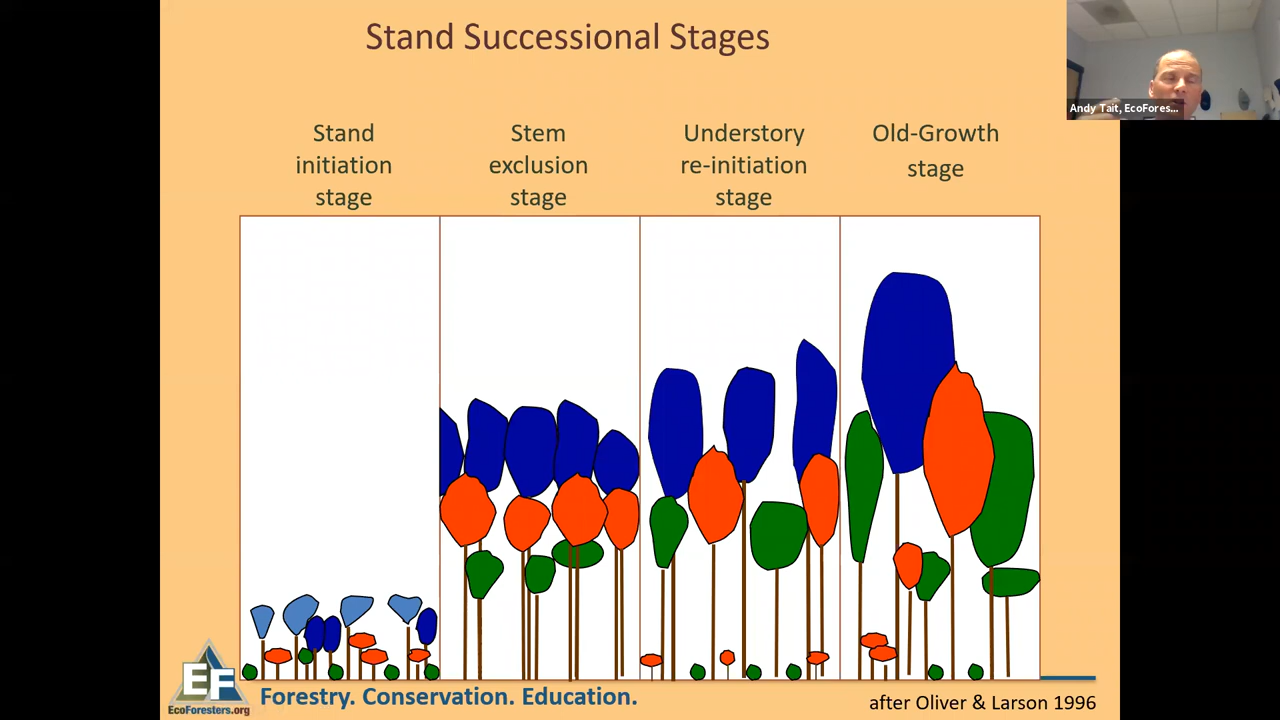 Stand Successional Stages
Andy Tait, EcoFores...
Stand
initiation
stage
Stem
exclusion
stage
Understory
re-initiation
stage
Old-Growth
stage
EF
EcoForesters.org
Forestry. Conservation. Education.
after Oliver & Larson 1996